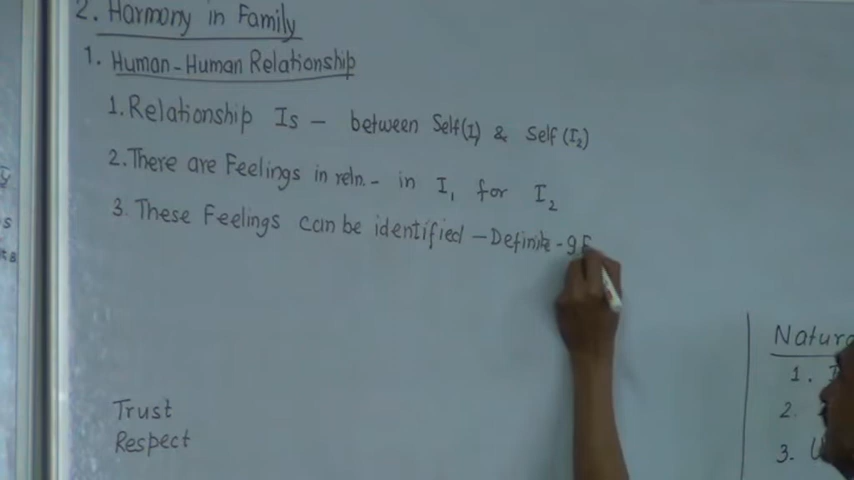 2. Harmony in Family
1. Human-Human Relationship
1. Relationship Is - between Self(I₁) & Self(I₂)
2. There are Feelings in reln. - in I₁ for I₂
3. These Feelings can be identified - Definite - 9 F
Trust
Respect
Natura
1. I
2.
3. U